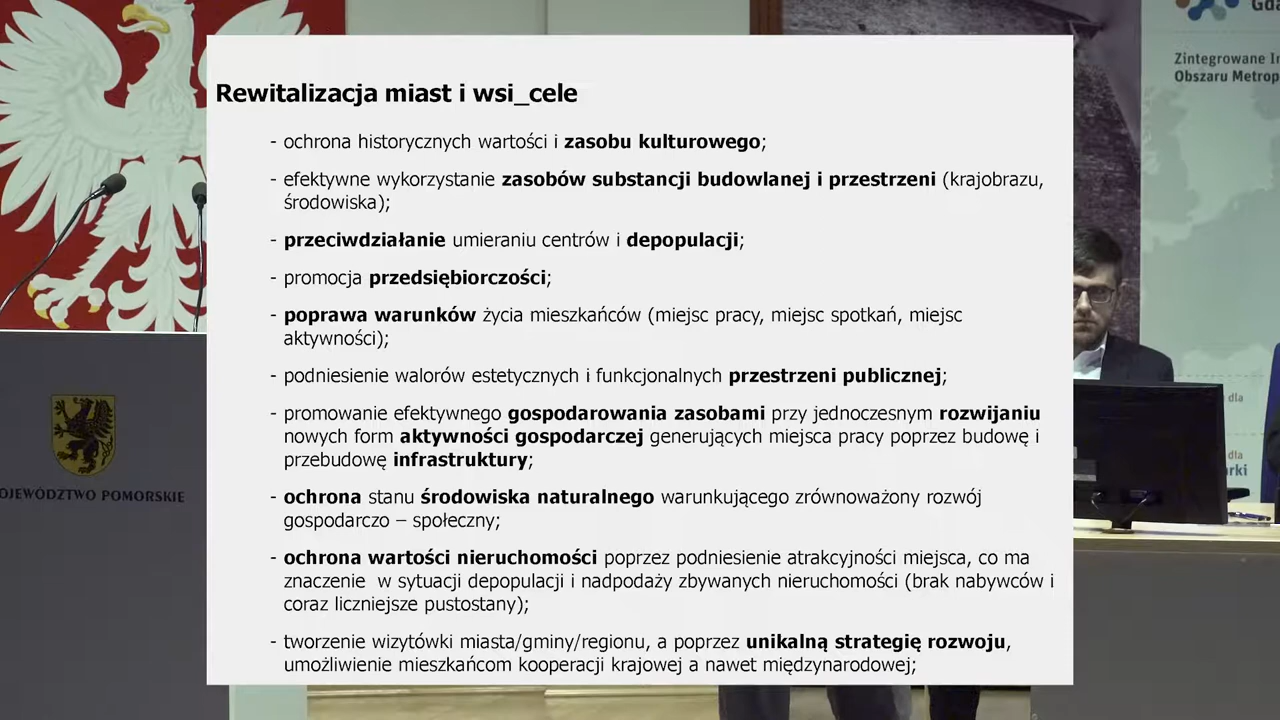 Gda
Zintegrowane In
Obszaru Metrop
Rewitalizacja miast i wsi_cele
- ochrona historycznych wartości i zasobu kulturowego;
- efektywne wykorzystanie zasobów substancji budowlanej i przestrzeni (krajobrazu,
środowiska);
- przeciwdziałanie umieraniu centrów i depopulacji;
- promocja przedsiębiorczości;
- poprawa warunków życia mieszkańców (miejsc pracy, miejsc spotkań, miejsc
aktywności);
- podniesienie walorów estetycznych i funkcjonalnych przestrzeni publicznej;
- promowanie efektywnego gospodarowania zasobami przy jednoczesnym rozwijaniu
nowych form aktywności gospodarczej generujących miejsca pracy poprzez budowę i
przebudowę infrastruktury;
- ochrona stanu środowiska naturalnego warunkującego zrównoważony rozwój
gospodarczo – społeczny;
- ochrona wartości nieruchomości poprzez podniesienie atrakcyjności miejsca, co ma
znaczenie w sytuacji depopulacji i nadpodaży zbywanych nieruchomości (brak nabywców i
coraz liczniejsze pustostany);
- tworzenie wizytówki miasta/gminy/regionu, a poprzez unikalną strategię rozwoju,
umożliwienie mieszkańcom kooperacji krajowej a nawet międzynarodowej;
OJEWÓDZTWO POMORSKIE
dla
dla
rki